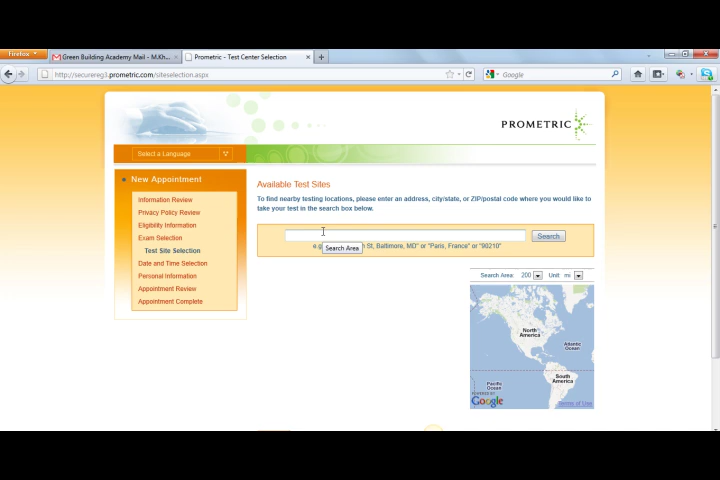 Firefox
Green Building Academy Mail - M.Kh...
Prometric - Test Center Selection
http://securereg3.prometric.com/siteselection.aspx
Google
PROMETRIC
Select a Language
New Appointment
Information Review
Privacy Policy Review
Eligibility Information
Exam Selection
Test Site Selection
Date and Time Selection
Personal Information
Appointment Review
Appointment Complete
Available Test Sites
To find nearby testing locations, please enter an address, city/state, or ZIP/postal code where you would like to
take your test in the search box below.
Search
e.g St, Baltimore, MD" or "Paris, France" or "90210"
Search Area
Search Area: 200 Unit: mi
North
America
Atlantic
Ocean
South
America
Pacific
Ocean
POWERED BY
Google
Terms of Use